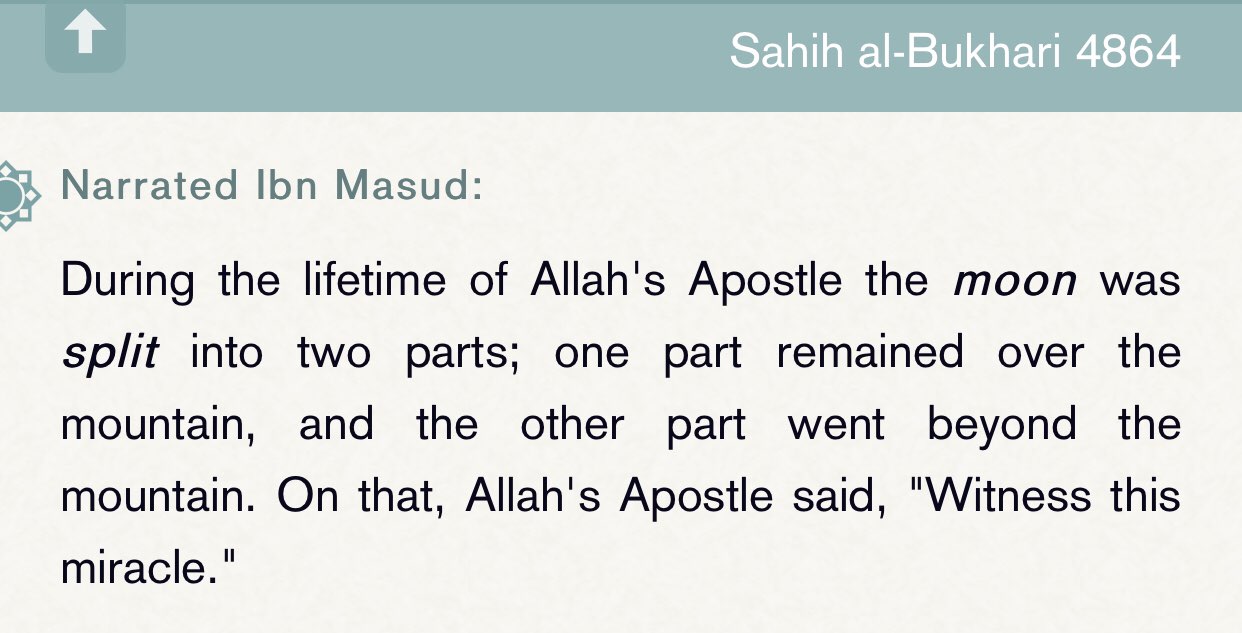 Sahih al-Bukhari 4864
Narrated Ibn Masud:
During the lifetime of Allah's Apostle the moon was
split into two parts; one part remained over the
mountain, and the other part went beyond the
mountain. On that, Allah's Apostle said, "Witness this
miracle."